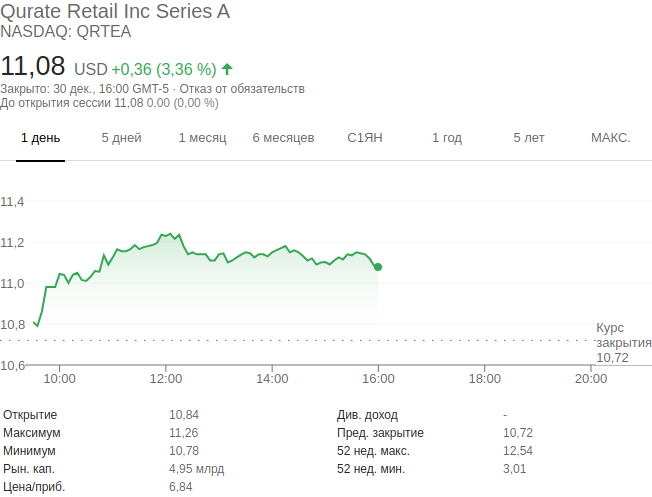 Qurate Retail Inc Series A
NASDAQ: QRTEA
11,08 USD +0,36 (3,36 %)
Закрыто: 30 дек., 16:00 GMT-5 · Отказ от обязательств
До открытия сессии 11,08 0,00 (0,00 %)
1 день 5 дней 1 месяц 6 месяцев С1ЯН 1 год 5 лет МАКС.
11,4
11,2
11,0
10,8
10,6
Курс
закрытия
10,72
10:00 12:00 14:00 16:00 18:00 20:00
Открытие 10,84 Див. доход -
Максимум 11,26 Пред. закрытие 10,72
Минимум 10,78 52 нед. макс. 12,54
Рын. кап. 4,95 млрд 52 нед. мин. 3,01
Цена/приб. 6,84